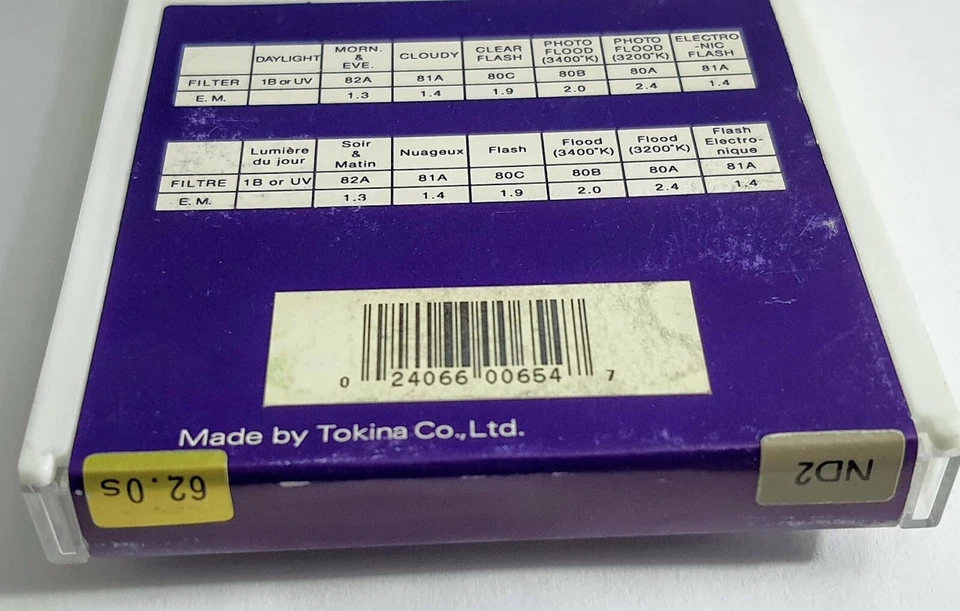 DAYLIGHT MORN. & EVE. CLOUDY CLEAR FLASH PHOTO FLOOD (3400°K) PHOTO FLOOD (3200°K) ELECTRO-NIC FLASH
FILTER 1B or UV 82A 81A 80C 80B 80A 81A
E. M. 1.3 1.4 1.9 2.0 2.4 1.4
Lumière du jour Soir & Matin Nuageux Flash Flood (3400°K) Flood (3200°K) Flash Electro-nique
FILTRE 1B or UV 82A 81A 80C 80B 80A 81A
E. M. 1.3 1.4 1.9 2.0 2.4 1.4
0 24066 00654 7
Made by Tokina Co.,Ltd.
62.0s
ND2